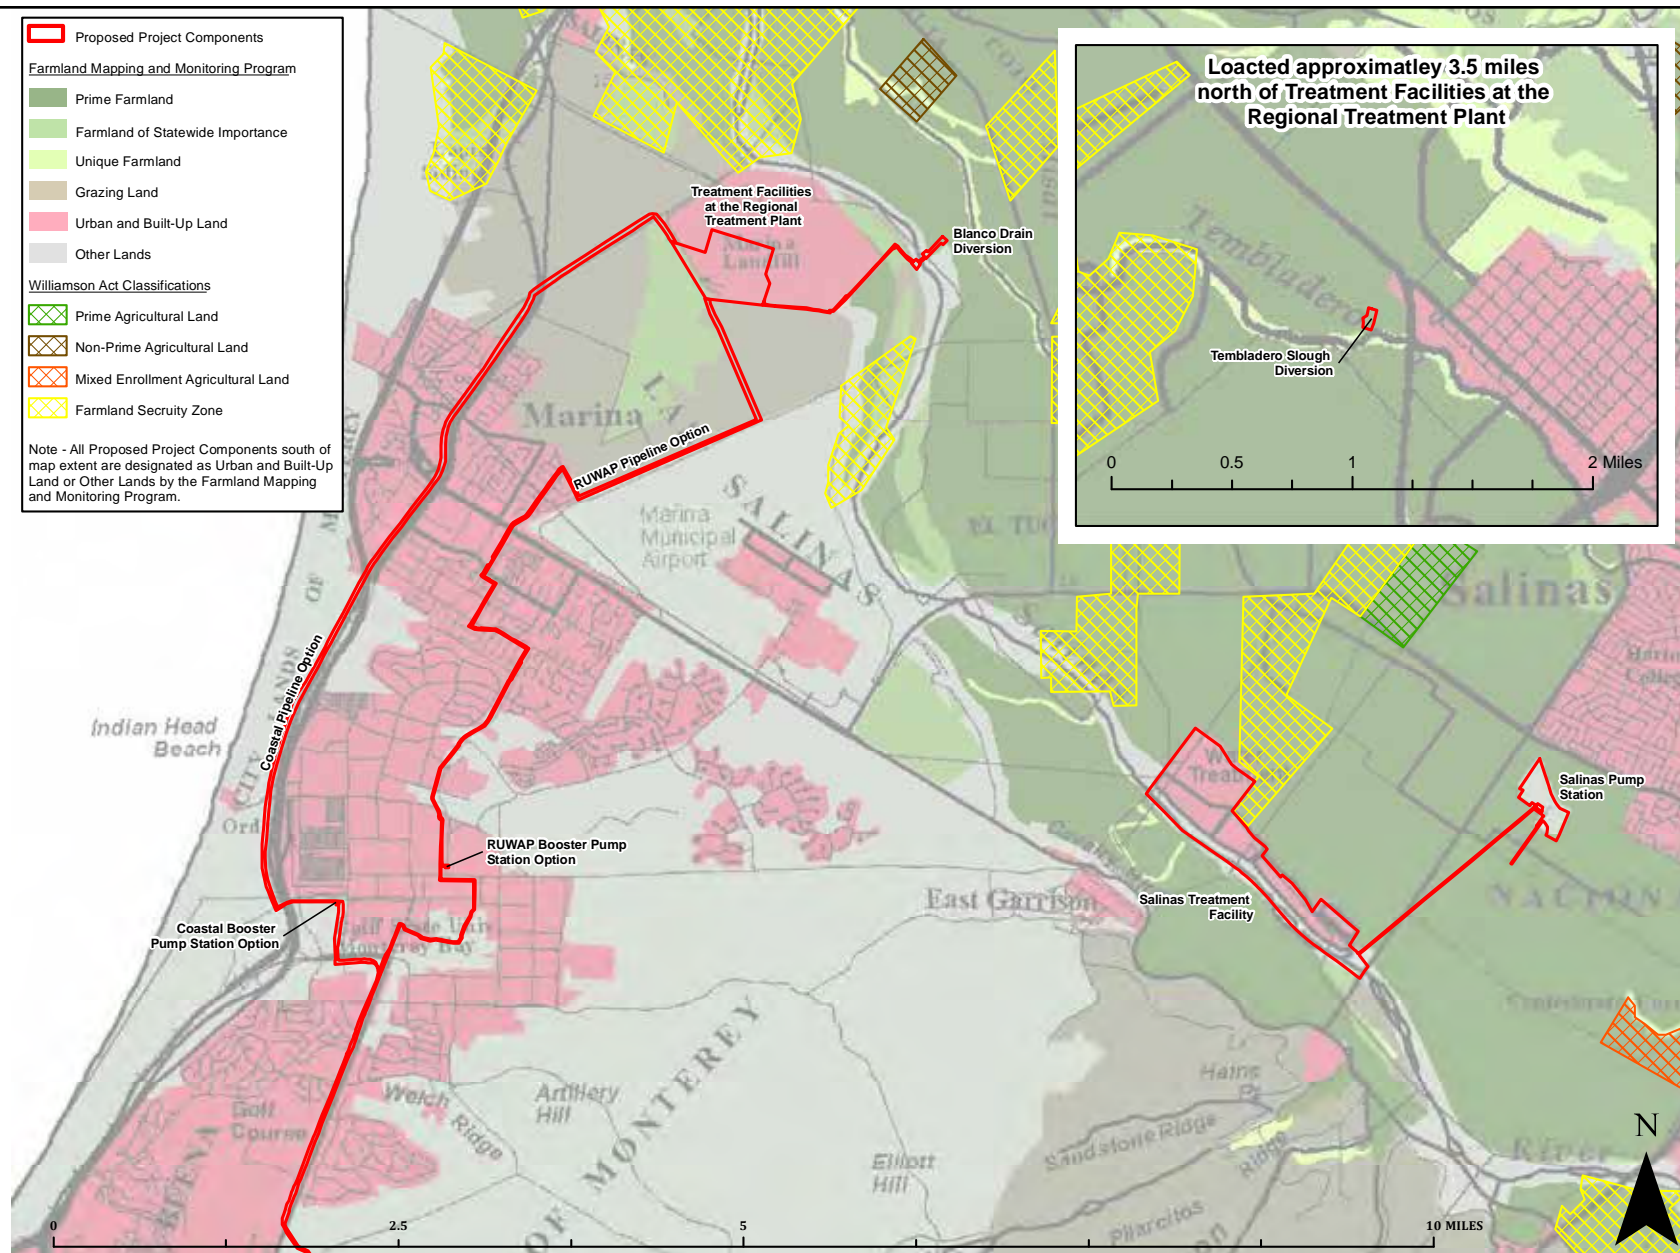 Proposed Project Components
Farmland Mapping and Monitoring Program
Prime Farmland
Farmland of Statewide Importance
Unique Farmland
Grazing Land
Urban and Built-Up Land
Other Lands
Williamson Act Classifications
Prime Agricultural Land
Non-Prime Agricultural Land
Mixed Enrollment Agricultural Land
Farmland Secruity Zone
Note - All Proposed Project Components south of
map extent are designated as Urban and Built-Up
Land or Other Lands by the Farmland Mapping
and Monitoring Program.
Loacted approximatley 3.5 miles
north of Treatment Facilities at the
Regional Treatment Plant
Tembladero
Tembladero Slough
Diversion
0
0.5
1
2 Miles
Treatment Facilities
at the Regional
Treatment Plant
Marina
Landfill
Blanco Drain
Diversion
Marina
RUWAP Pipeline Option
SALINAS
Marina
Municipal
Airport
Salinas
Coastal Pipeline Option
Indian Head
Beach
Salinas Pump
Station
RUWAP Booster Pump
Station Option
East Garrison
Salinas Treatment
Facility
NACION
Coastal Booster
Pump Station Option
OF MONTEREY
Welch
Ridge
Artillery
Hill
Golf
Course
Elliott
Hill
Sandstone Ridge
Ridge
Pilarcitos
River
N
0
2.5
5
10 MILES